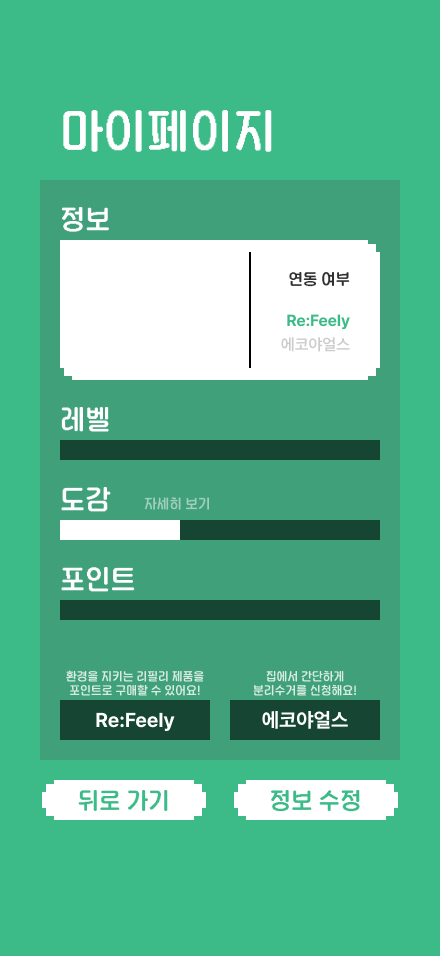 마이페이지
정보
연동 여부
Re:Feely
에코야얼스
레벨
도감 자세히 보기
포인트
환경을 지키는 리필리 제품을
포인트로 구매할 수 있어요!
Re:Feely
집에서 간단하게
분리수거를 신청해요!
에코야얼스
뒤로 가기
정보 수정